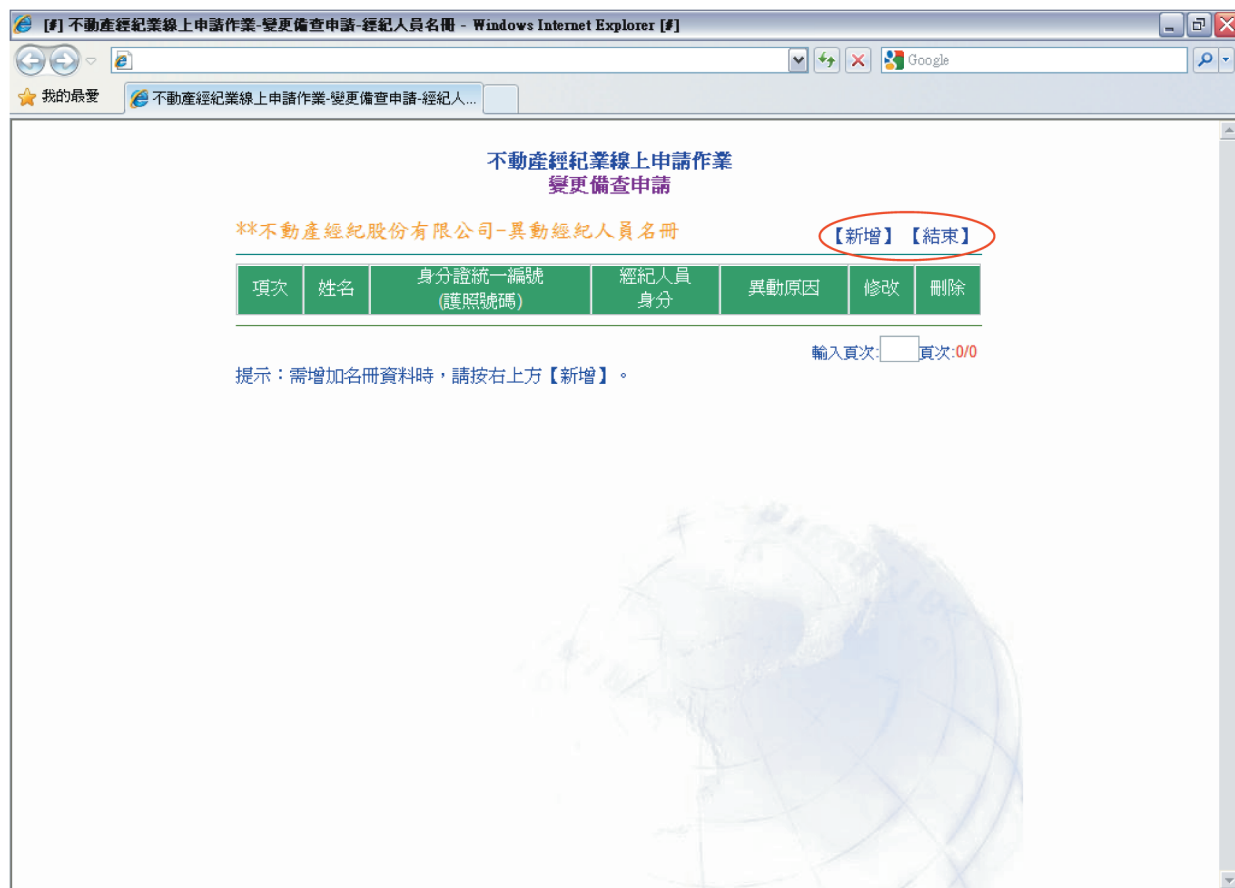 [#] 不動產經紀業線上申請作業-變更備查申請-經紀人員名冊 - Windows Internet Explorer [#]
Google
我的最愛
不動產經紀業線上申請作業-變更備查申請-經紀人...
不動產經紀業線上申請作業
變更備查申請
**不動產經紀股份有限公司-異動經紀人員名冊
【新增】【結束】
項次 姓名 身分證統一編號 (護照號碼) 經紀人員 身分 異動原因 修改 刪除
輸入頁次: 頁次:0/0
提示：需增加名冊資料時，請按右上方【新增】。